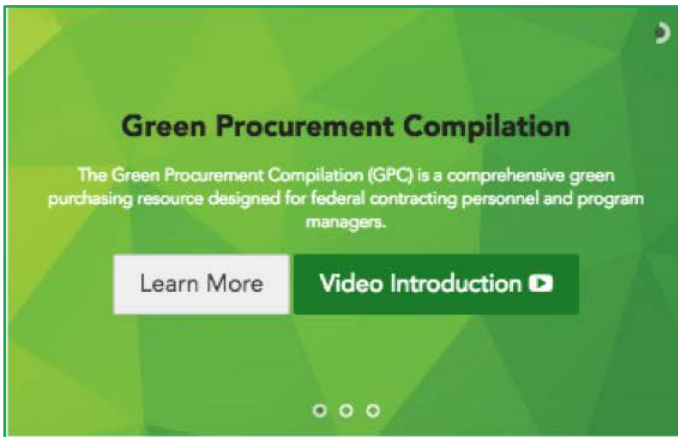 Green Procurement Compilation
The Green Procurement Compilation (GPC) is a comprehensive green
purchasing resource designed for federal contracting personnel and program
managers.
Learn More
Video Introduction